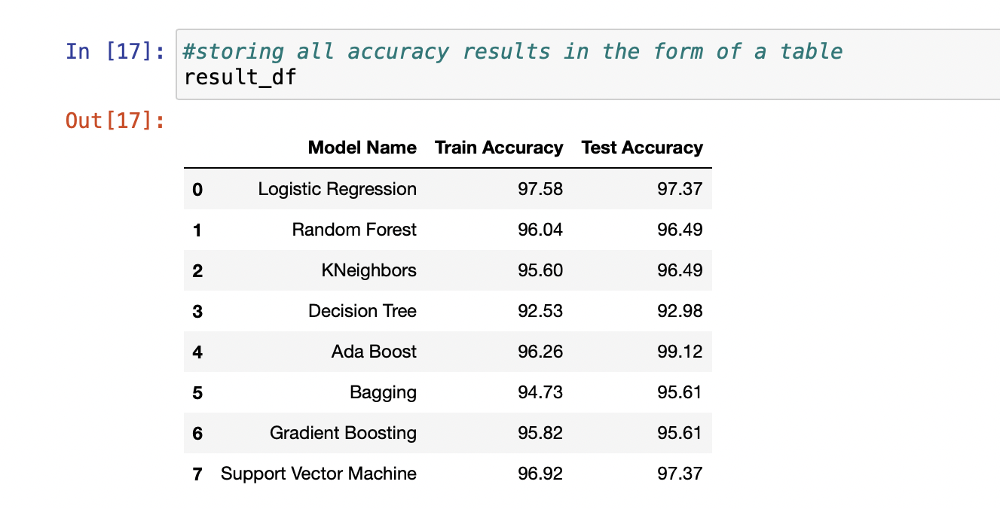 In [17]: #storing all accuracy results in the form of a table
result_df
Out[17]:
Model Name Train Accuracy Test Accuracy
0 Logistic Regression 97.58 97.37
1 Random Forest 96.04 96.49
2 KNeighbors 95.60 96.49
3 Decision Tree 92.53 92.98
4 Ada Boost 96.26 99.12
5 Bagging 94.73 95.61
6 Gradient Boosting 95.82 95.61
7 Support Vector Machine 96.92 97.37